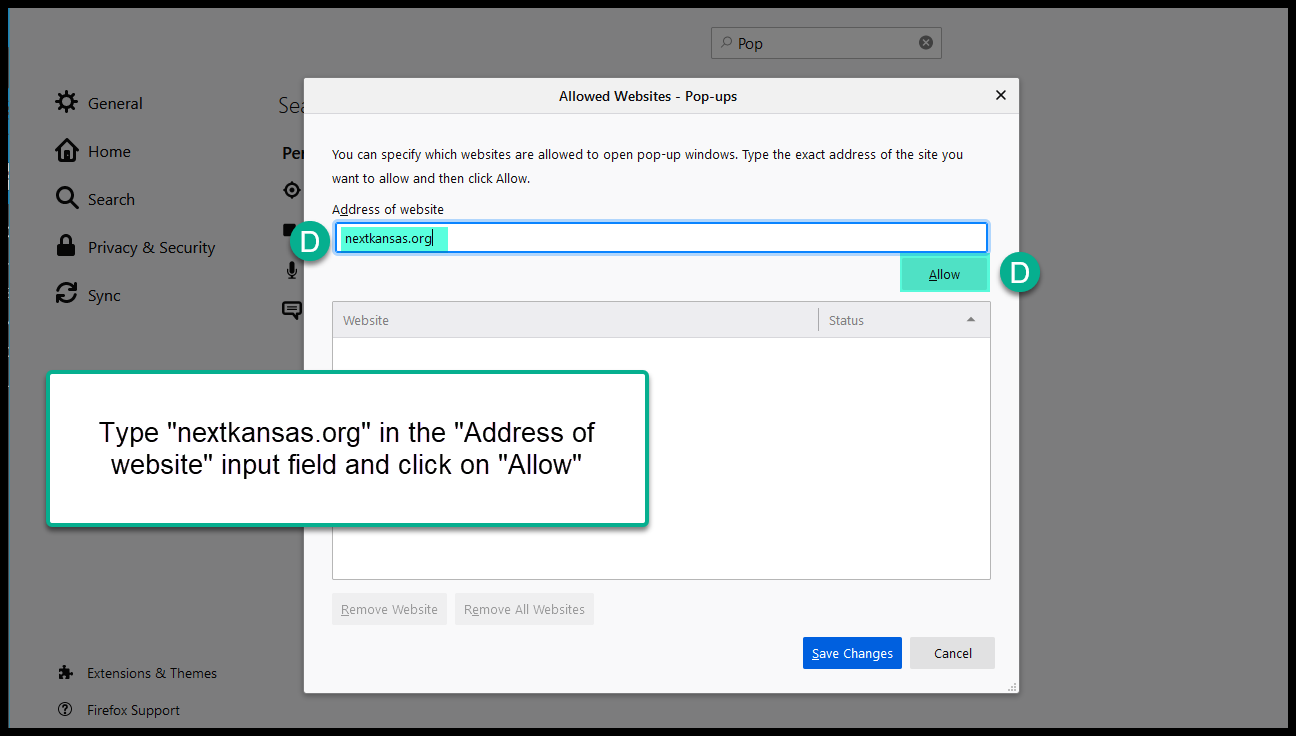 Pop
General
Home
Search
Privacy & Security
Sync
Sea
Per
Allowed Websites - Pop-ups
You can specify which websites are allowed to open pop-up windows. Type the exact address of the site you
want to allow and then click Allow.
Address of website
D
nextkansas.org
Allow
D
Website
Status
Type "nextkansas.org" in the "Address of
website" input field and click on "Allow"
Remove Website
Remove All Websites
Save Changes
Cancel
Extensions & Themes
Firefox Support